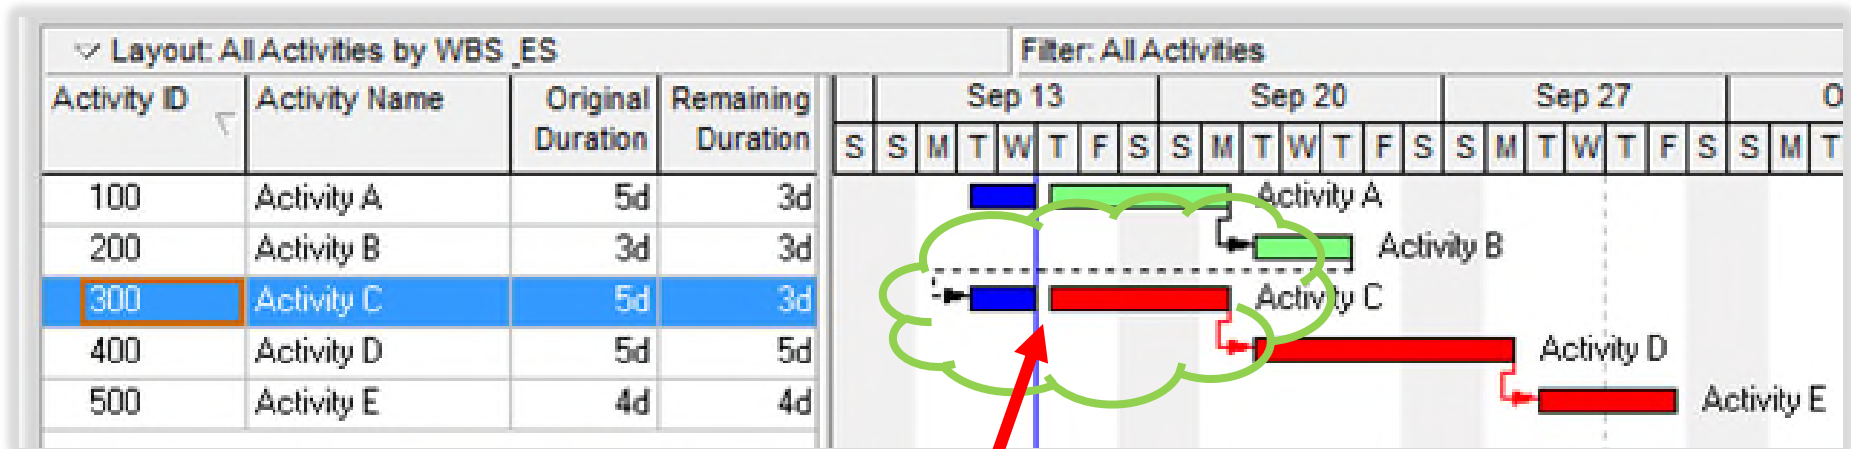 Layout: All Activities by WBS _ES Filter: All Activities
Activity ID Activity Name Original Duration Remaining Duration Sep 13 Sep 20 Sep 27 O
S S M T W T F S S M T W T F S S M T W T F S S M T
100 Activity A 5d 3d Activity A
200 Activity B 3d 3d Activity B
300 Activity C 5d 3d Activity C
400 Activity D 5d 5d Activity D
500 Activity E 4d 4d Activity E